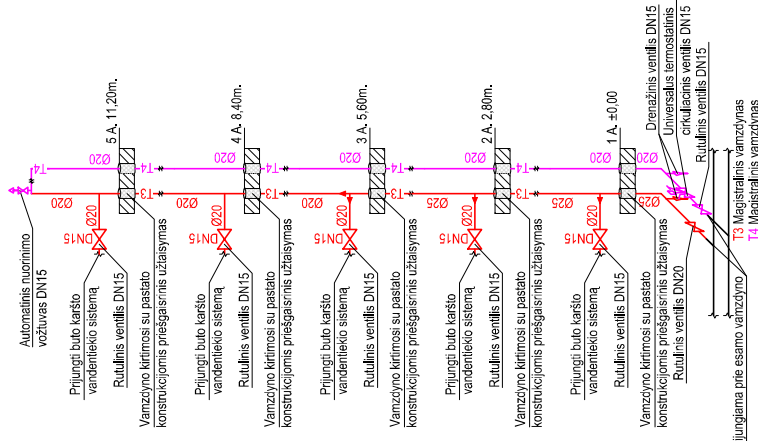 Automatinis nuorinimo
vožtuvas DN15
T4
5 A. 11,20m.
Ø20
Ø20
Ø20
DN15
T3
T4
Prijungti buto karšto
vandentiekio sistemą
Rutulinis ventilis DN15
Vamzdyno kirtimosi su pastato
konstrukcijomis priešgaisrinis užtaisymas
4 A. 8,40m.
Ø20
Ø20
Ø20
DN15
T3
T4
Prijungti buto karšto
vandentiekio sistemą
Rutulinis ventilis DN15
Vamzdyno kirtimosi su pastato
konstrukcijomis priešgaisrinis užtaisymas
3 A. 5,60m.
Ø20
Ø20
Ø20
DN15
T3
T4
Prijungti buto karšto
vandentiekio sistemą
Rutulinis ventilis DN15
Vamzdyno kirtimosi su pastato
konstrukcijomis priešgaisrinis užtaisymas
2 A. 2,80m.
Ø20
Ø25
Ø20
DN15
T3
T4
Prijungti buto karšto
vandentiekio sistemą
Rutulinis ventilis DN15
Vamzdyno kirtimosi su pastato
konstrukcijomis priešgaisrinis užtaisymas
1 A. ±0,00
Ø20
Ø25
Ø20
DN15
Prijungti buto karšto
vandentiekio sistemą
Rutulinis ventilis DN15
Vamzdyno kirtimosi su pastato
konstrukcijomis priešgaisrinis užtaisymas
Ø20
Ø25
Rutulinis ventilis DN20
Drenažinis ventilis DN15
Universalus termostatinis
cirkuliacinis ventilis DN15
Rutulinis ventilis DN15
T3 Magistralinis vamzdynas
T4 Magistralinis vamzdynas
ijungiama prie esamo vamzdyno